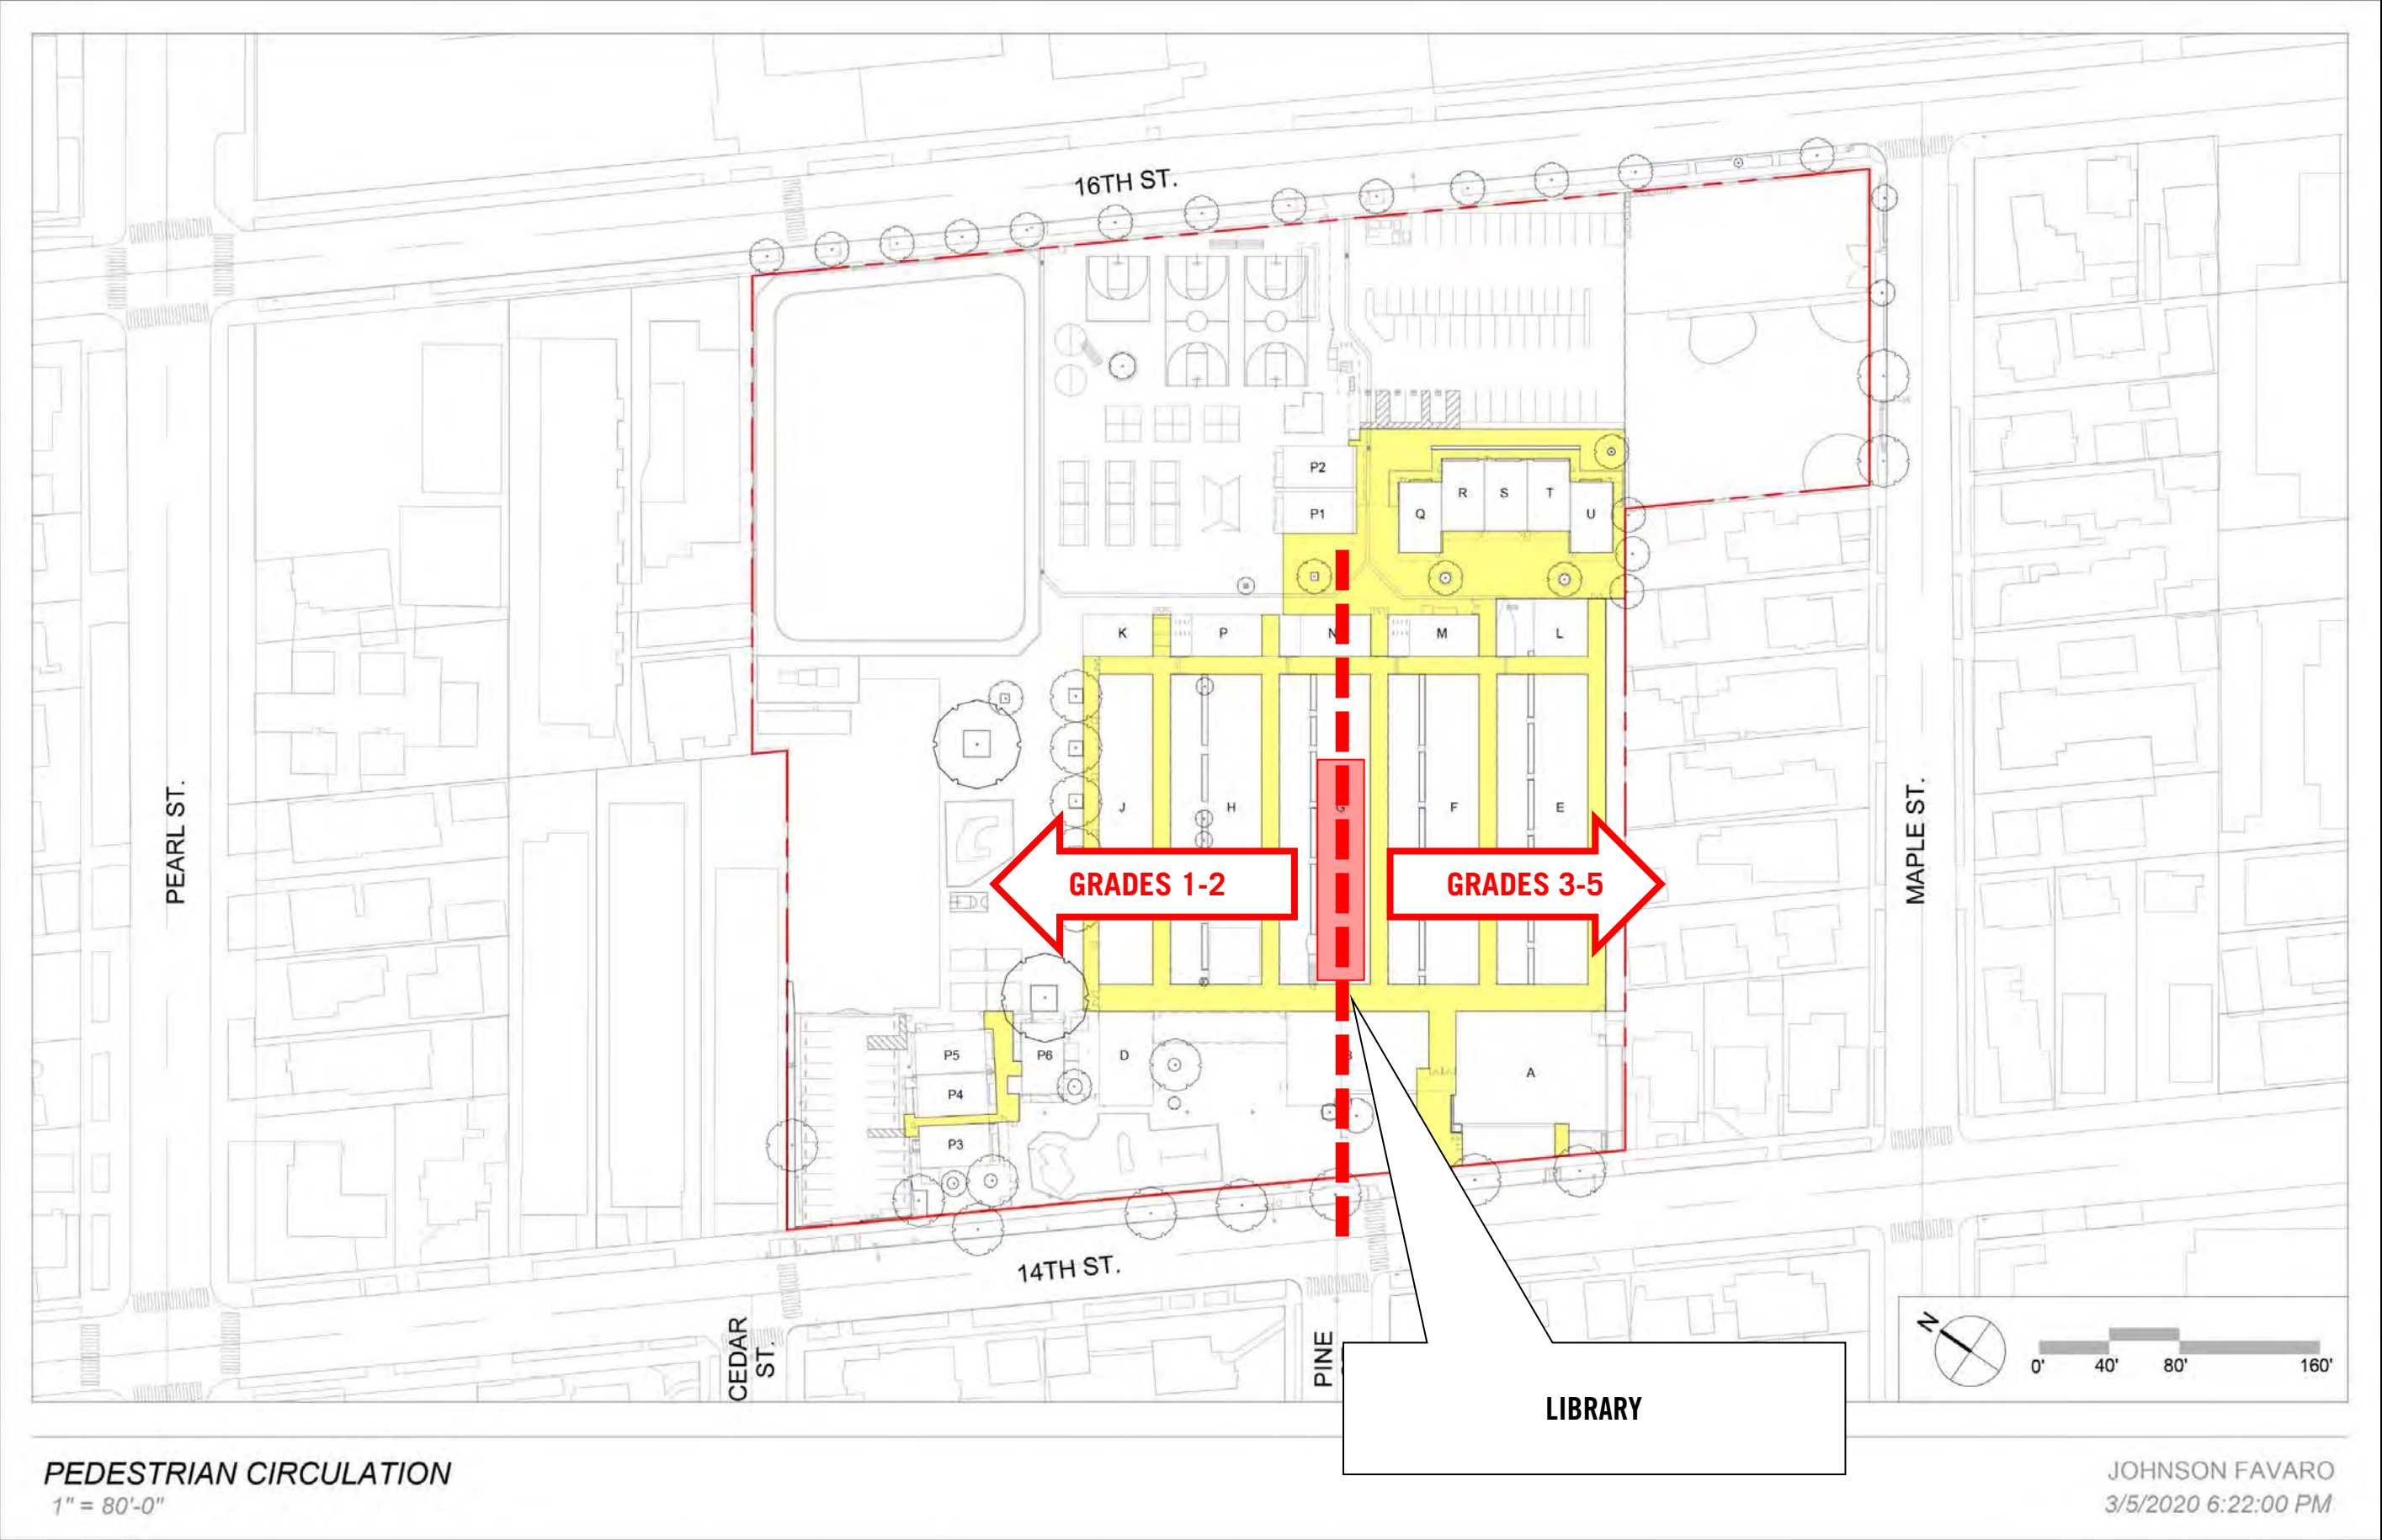 16TH ST.
P2
P1
Q
R
S
T
U
K
P
N
M
L
PEARL ST.
MAPLE ST.
J
H
G
F
E
GRADES 1-2
GRADES 3-5
P5
P6
D
A
P4
P3
14TH ST.
CEDAR
ST.
PINE
N
0'
40'
80'
160'
LIBRARY
PEDESTRIAN CIRCULATION
1" = 80'-0"
JOHNSON FAVARO
3/5/2020 6:22:00 PM